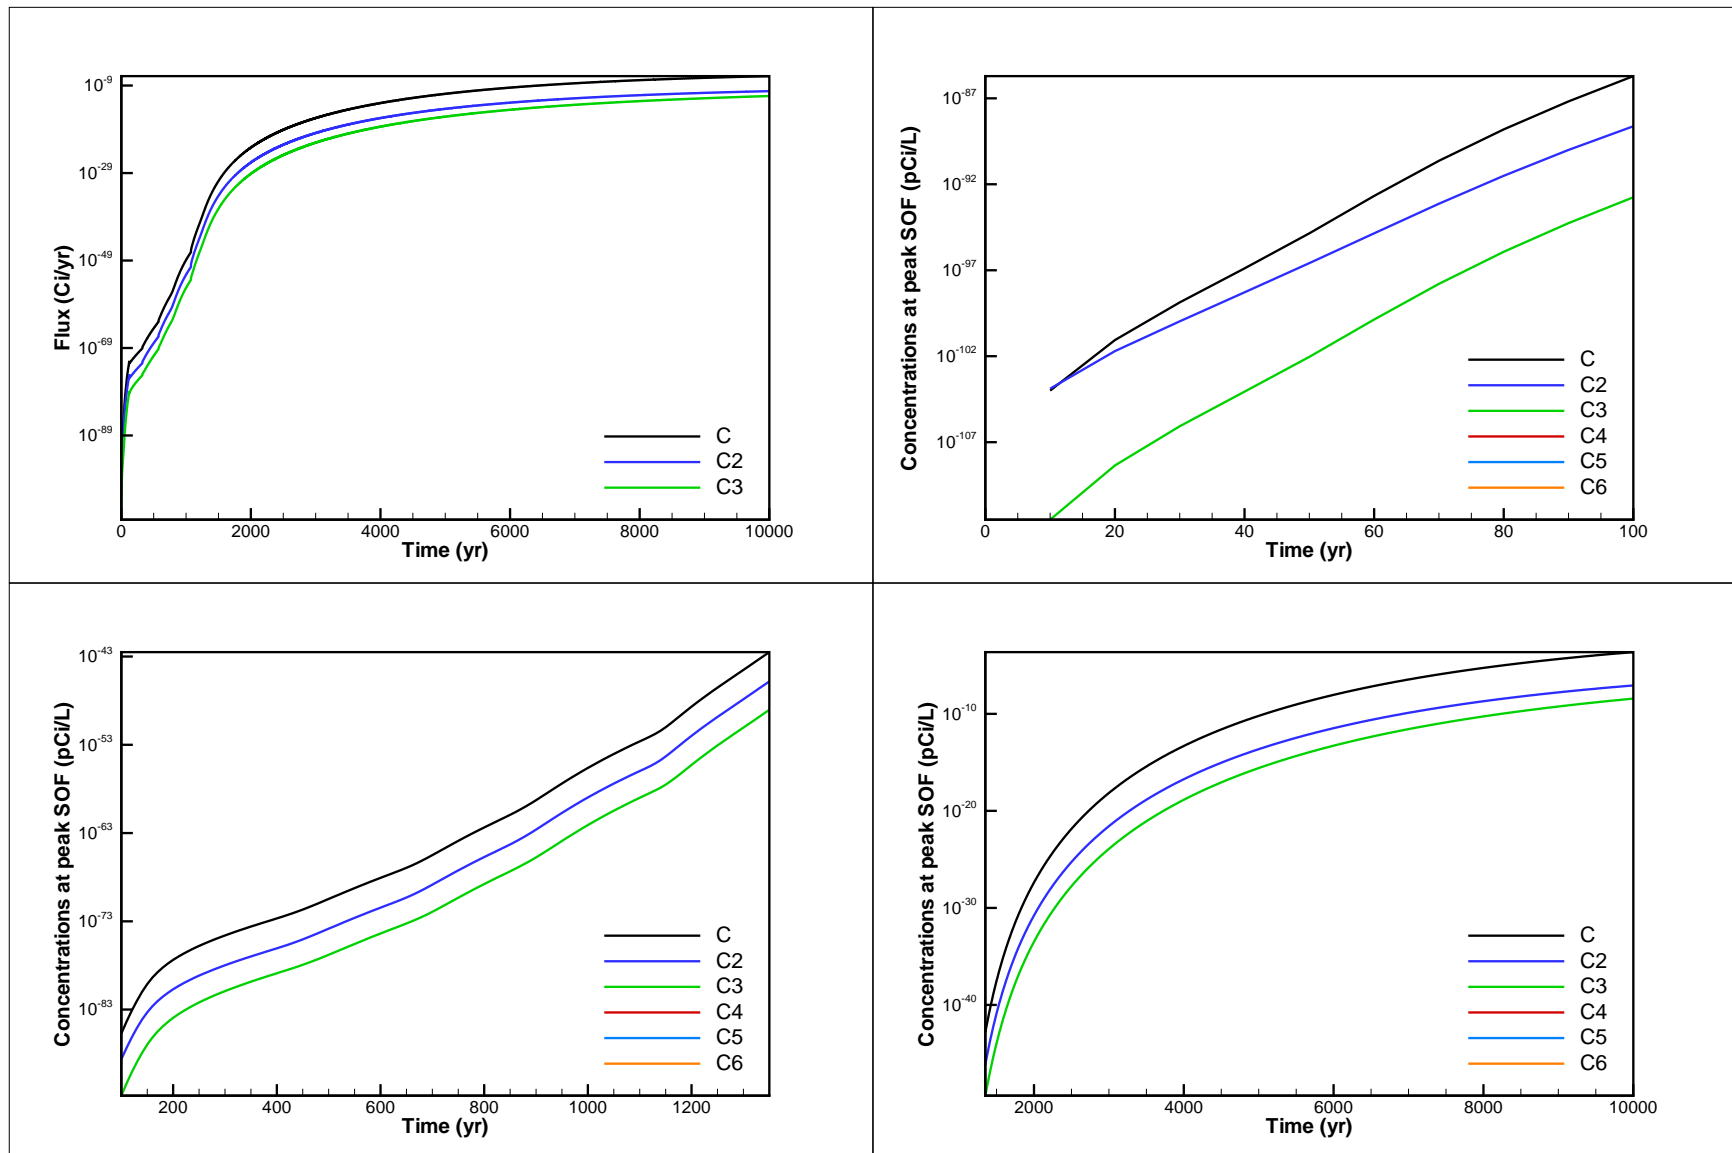 10-9
10-29
10-49
10-69
10-89
Flux (Ci/yr)
C
C2
C3
0 2000 4000 6000 8000 10000
Time (yr)
10-87
10-92
10-97
10-102
10-107
Concentrations at peak SOF (pCi/L)
C
C2
C3
C4
C5
C6
0 20 40 60 80 100
Time (yr)
10-43
10-53
10-63
10-73
10-83
Concentrations at peak SOF (pCi/L)
C
C2
C3
C4
C5
C6
200 400 600 800 1000 1200
Time (yr)
10-10
10-20
10-30
10-40
Concentrations at peak SOF (pCi/L)
C
C2
C3
C4
C5
C6
2000 4000 6000 8000 10000
Time (yr)